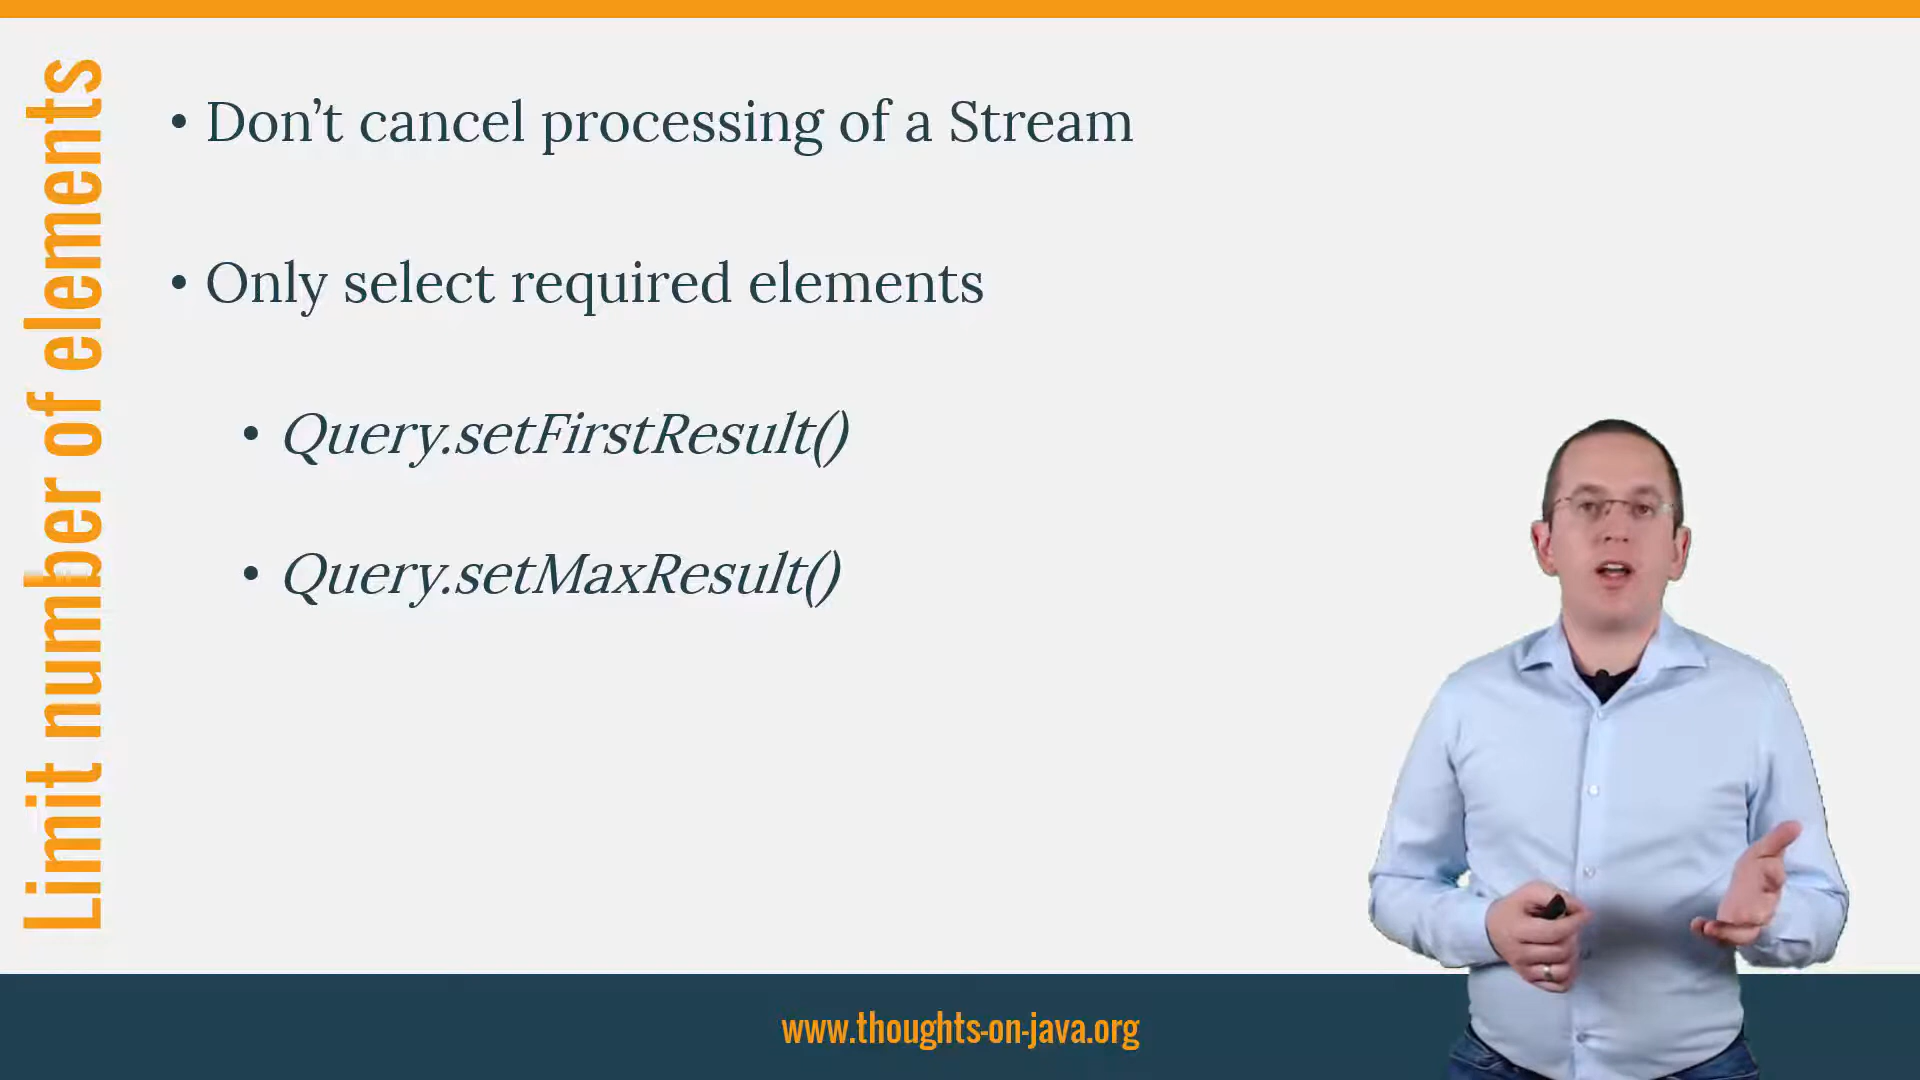 Limit number of elements
• Don’t cancel processing of a Stream
• Only select required elements
• Query.setFirstResult()
• Query.setMaxResult()
www.thoughts-on-java.org